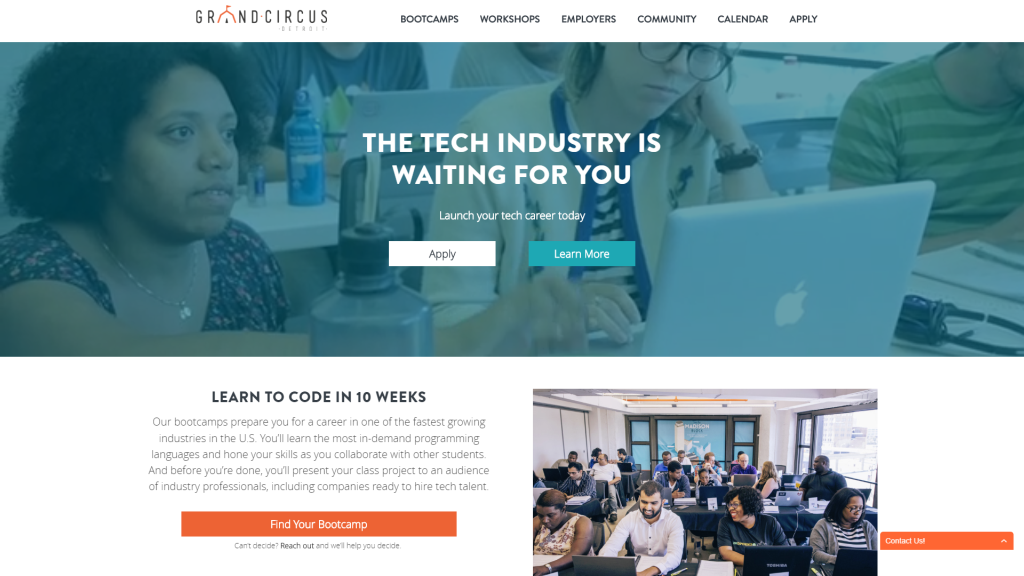 GRAND CIRCUS
·DETROIT·
BOOTCAMPS
WORKSHOPS
EMPLOYERS
COMMUNITY
CALENDAR
APPLY
THE TECH INDUSTRY IS
WAITING FOR YOU
Launch your tech career today
Apply
Learn More
LEARN TO CODE IN 10 WEEKS
Our bootcamps prepare you for a career in one of the fastest growing
industries in the U.S. You'll learn the most in-demand programming
languages and hone your skills as you collaborate with other students.
And before you're done, you'll present your class project to an audience
of industry professionals, including companies ready to hire tech talent.
Find Your Bootcamp
Can't decide? Reach out and we'll help you decide.
MADISON
TOSHIBA
Contact Us!